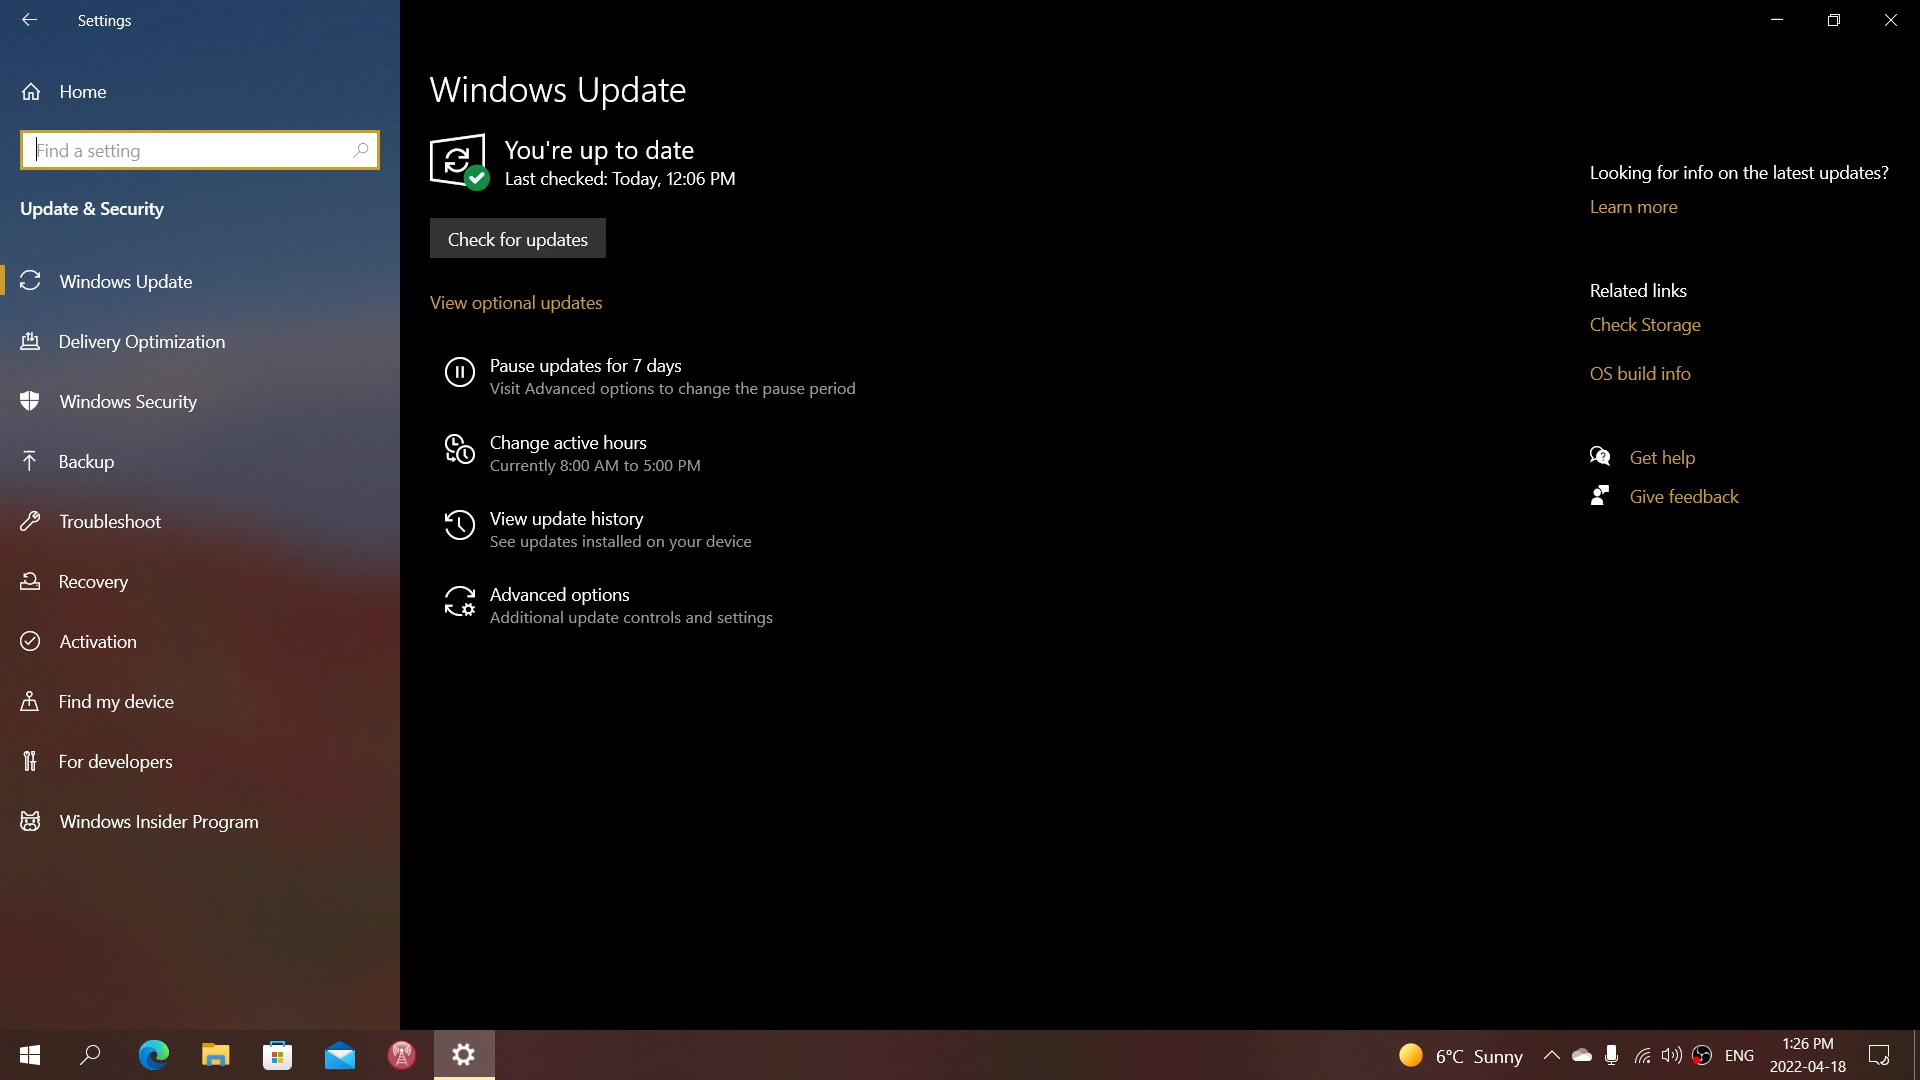 Settings
Home
Find a setting
Update & Security
Windows Update
Delivery Optimization
Windows Security
Backup
Troubleshoot
Recovery
Activation
Find my device
For developers
Windows Insider Program
Windows Update
You're up to date
Last checked: Today, 12:06 PM
Check for updates
View optional updates
Pause updates for 7 days
Visit Advanced options to change the pause period
Change active hours
Currently 8:00 AM to 5:00 PM
View update history
See updates installed on your device
Advanced options
Additional update controls and settings
Looking for info on the latest updates?
Learn more
Related links
Check Storage
OS build info
Get help
Give feedback
6°C Sunny
ENG
1:26 PM
2022-04-18